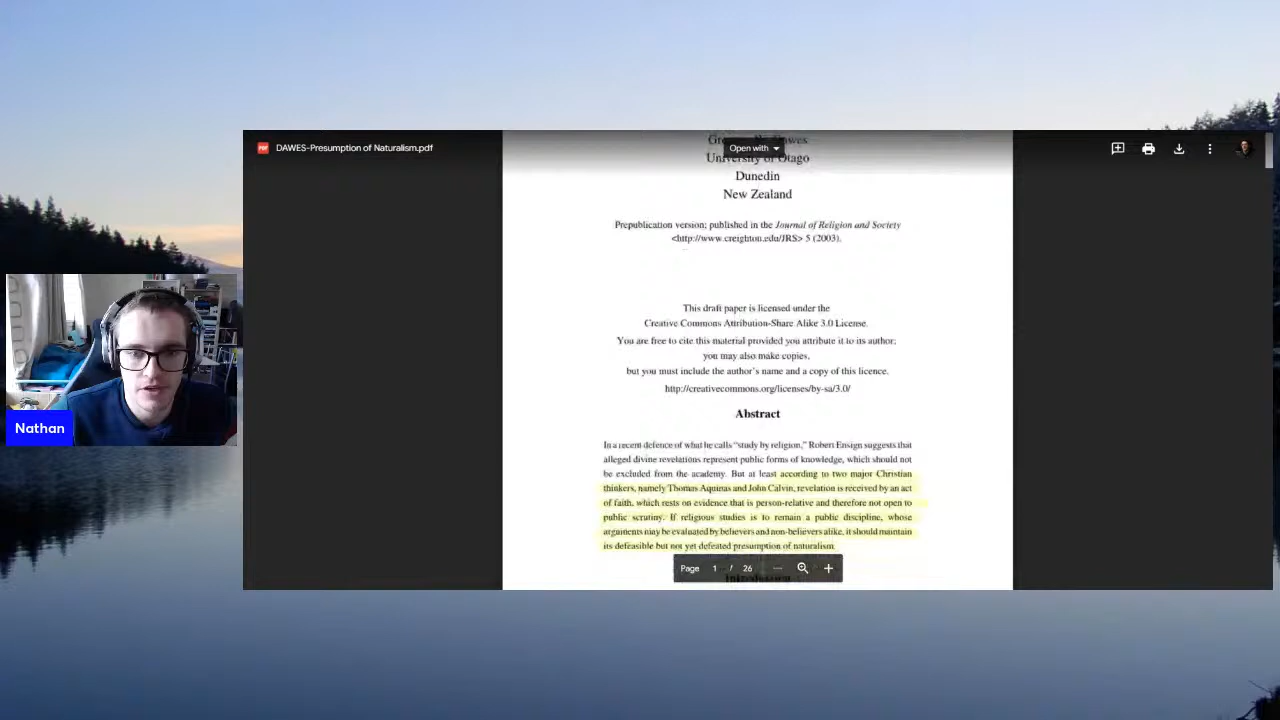 DAWES-Presumption of Naturalism.pdf
Open with
University of Otago
Dunedin
New Zealand
Prepublication version; published in the Journal of Religion and Society
<http://www.creighton.edu/JRS> 5 (2003).
This draft paper is licensed under the
Creative Commons Attribution-Share Alike 3.0 License.
You are free to cite this material provided you attribute it to its author;
you may also make copies,
but you must include the author's name and a copy of this licence.
http://creativecommons.org/licenses/by-sa/3.0/
Abstract
In a recent defence of what he calls “study by religion,” Robert Ensign suggests that
alleged divine revelations represent public forms of knowledge, which should not
be excluded from the academy. But at least according to two major Christian
thinkers, namely Thomas Aquinas and John Calvin, revelation is received by an act
of faith, which rests on evidence that is person-relative and therefore not open to
public scrutiny. If religious studies is to remain a public discipline, whose
arguments may be evaluated by believers and non-believers alike, it should maintain
its defeasible but not yet defeated presumption of naturalism.
Page 1 / 26
Nathan